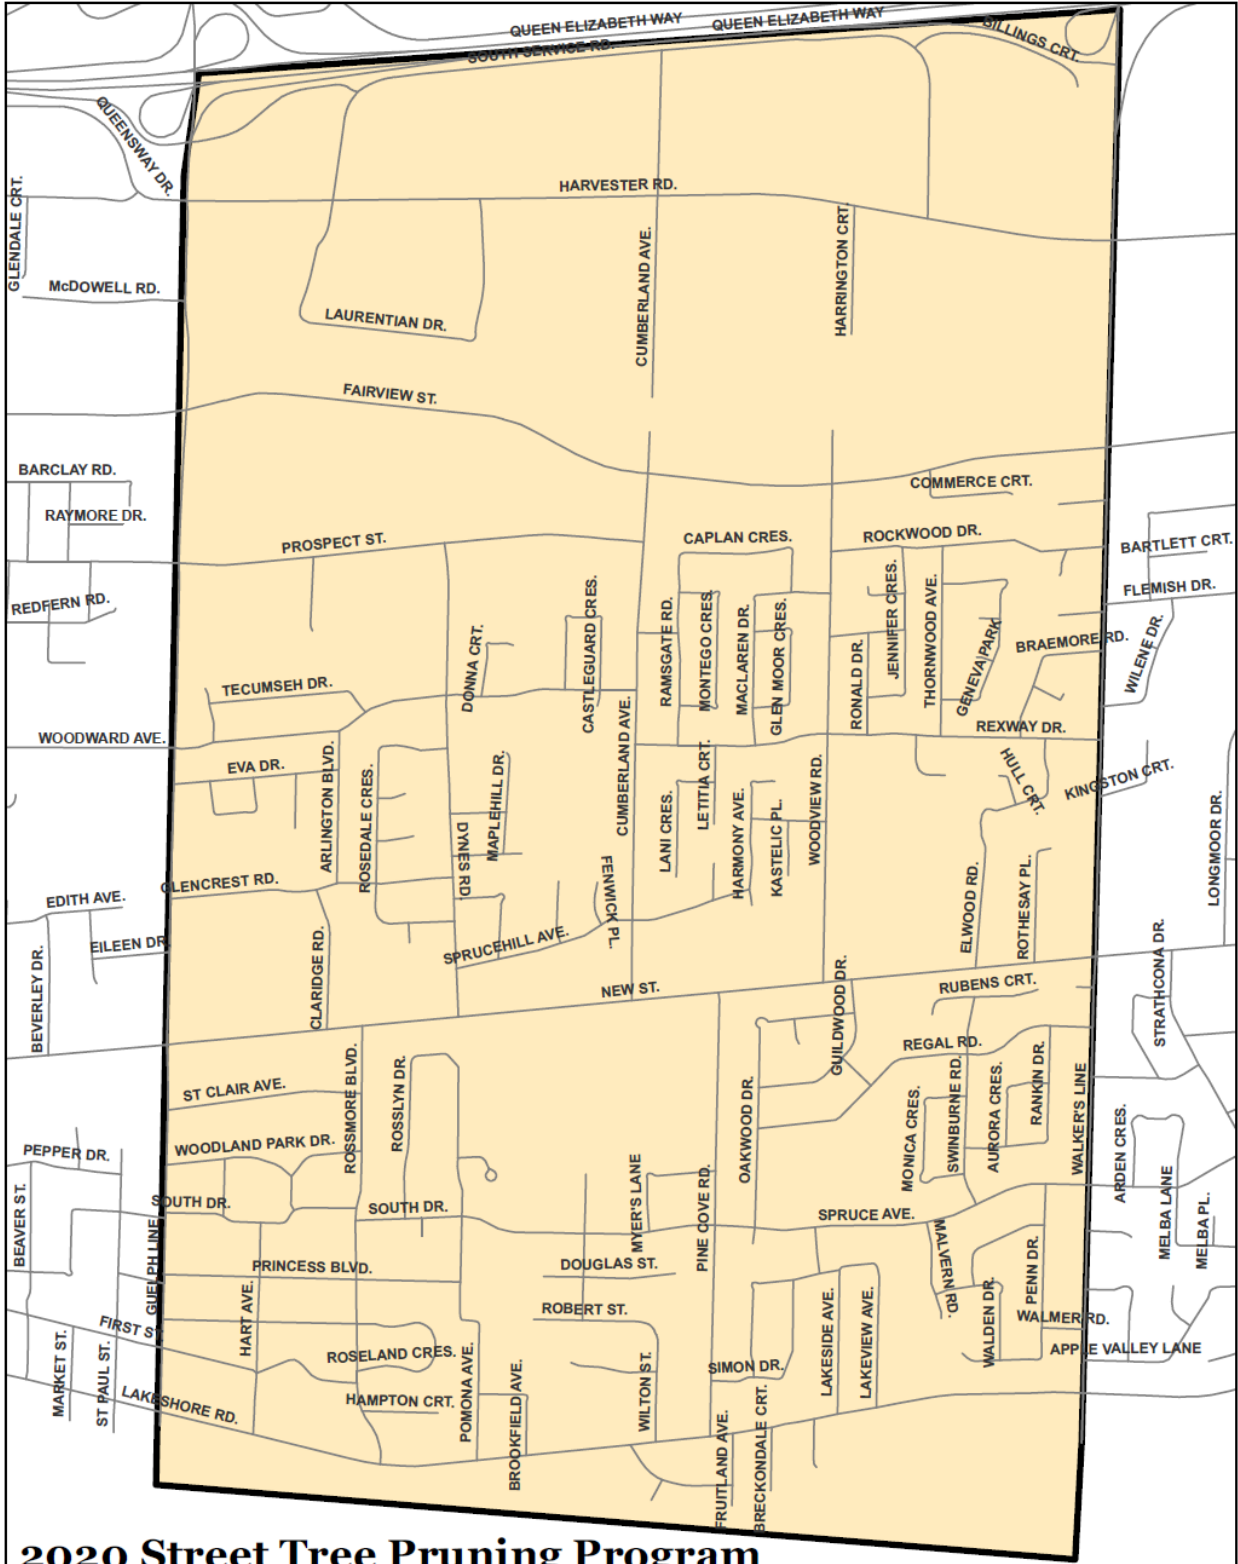 QUEEN ELIZABETH WAY
QUEEN ELIZABETH WAY
BILLINGS CRT.
SOUTH SERVICE RD.
QUEENSWAY DR.
HARVESTER RD.
GLENDALE CRT.
McDOWELL RD.
CUMBERLAND AVE.
HARRINGTON CRT.
LAURENTIAN DR.
FAIRVIEW ST.
BARCLAY RD.
COMMERCE CRT.
RAYMORE DR.
PROSPECT ST.
CAPLAN CRES.
ROCKWOOD DR.
BARTLETT CRT.
FLEMISH DR.
REDFERN RD.
DONNA CRT.
CASTLEGUARD CRES.
RAMSGATE RD.
MONTEGO CRES.
MACLAREN DR.
GLEN MOOR CRES.
RONALD DR.
JENNIFER CRES.
THORNWOOD AVE.
GENEVA PARK
BRAEMORE RD.
WILENE DR.
TECUMSEH DR.
WOODWARD AVE.
REXWAY DR.
EVA DR.
ARLINGTON BLVD.
ROSEDALE CRES.
DYNES RD.
MAPLEHILL DR.
CUMBERLAND AVE.
LANI CRES.
LETITIA CRT.
HARMONY AVE.
KASTELIC PL.
WOODVIEW RD.
HULL CRT.
KINGSTON CRT.
LONGMOOR DR.
GLENCREST RD.
FENWICK PL.
ELWOOD RD.
ROTHESAY PL.
EDITH AVE.
EILEEN DR.
BEVERLEY DR.
CLARIDGE RD.
SPRUCEHILL AVE.
NEW ST.
GUILDWOOD DR.
RUBENS CRT.
STRATHCONA DR.
REGAL RD.
ST CLAIR AVE.
ROSSMORE BLVD.
ROSSLYN DR.
OAKWOOD DR.
MONICA CRES.
SWINBURNE RD.
AURORA CRES.
RANKIN DR.
WALKER'S LINE
ARDEN CRES.
WOODLAND PARK DR.
PEPPER DR.
BEAVER ST.
SOUTH DR.
SOUTH DR.
MYER'S LANE
PINE COVE RD.
SPRUCE AVE.
MELBA LANE
MELBA PL.
GUELPH LINE
PRINCESS BLVD.
DOUGLAS ST.
MALVERN RD.
PENN DR.
HART AVE.
ROBERT ST.
LAKESIDE AVE.
LAKEVIEW AVE.
WALDEN DR.
WALMER RD.
FIRST ST.
APPLE VALLEY LANE
ROSELAND CRES.
SIMON DR.
MARKET ST.
ST PAUL ST.
LAKESHORE RD.
HAMPTON CRT.
POMONA AVE.
BROOKFIELD AVE.
WILTON ST.
FRUITLAND AVE.
BRECKONDALE CRT.
2020 Street Tree Pruning Program